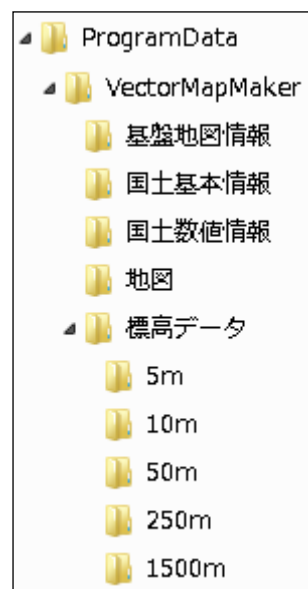 ProgramData
VectorMapMaker
基盤地図情報
国土基本情報
国土数値情報
地図
標高データ
5m
10m
50m
250m
1500m